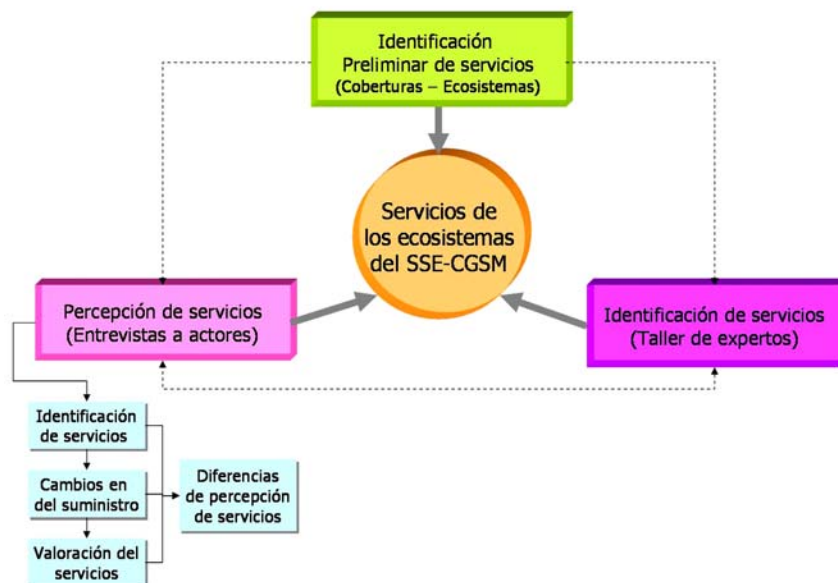 Identificación
Preliminar de servicios
(Coberturas – Ecosistemas)
Servicios de
los ecosistemas
del SSE-CGSM
Percepción de servicios
(Entrevistas a actores)
Identificación de servicios
(Taller de expertos)
Identificación
de servicios
Cambios en
del suministro
Valoración del
servicios
Diferencias
de percepción
de servicios